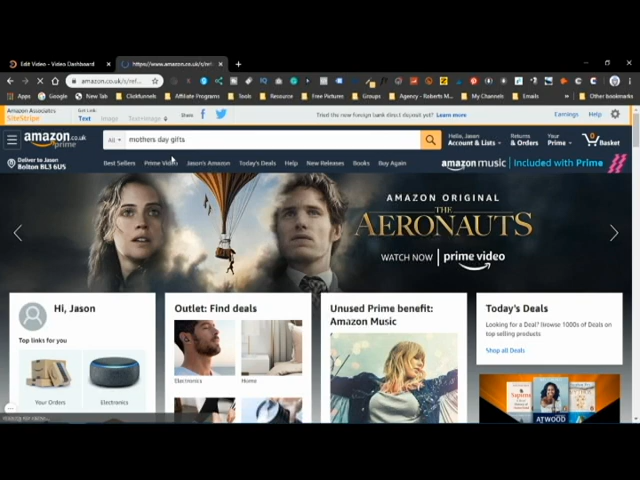 Edit Video - Video Dashboard
https://www.amazon.co.uk/s/ref...
amazon.co.uk/s/ref...
New Tab
Clickfunnels
Affiliate Programs
Tags
Resource
Free Pictures
Groups
Agency - Roberts M...
My Channels
Emails
Other bookmarks
Amazon Associates
SiteStripe
Get Link:
Text
Image
Text+Image
Share
Tried the new foreign bank direct deposit yet? Learn more
Earnings
Help
amazon.co.uk
prime
All
mothers day gifts
Hello, Jason
Account & Lists
Returns
& Orders
Your
Prime
0
Basket
Deliver to Jason
Bolton BL3 6US
Best Sellers
Prime Video
Jason's Amazon
Today's Deals
Help
New Releases
Books
Buy Again
amazon music | Included with Prime
AMAZON ORIGINAL
THE
AERONAUTS
WATCH NOW | prime video
Hi, Jason
Top links for you
Your Orders
Electronics
Outlet: Find deals
Electronics
Home
Unused Prime benefit:
Amazon Music
Today's Deals
Looking for a Deal? Browse 1000s of Deals on
top selling products
Shop all Deals
Sapiens
ATWOOD